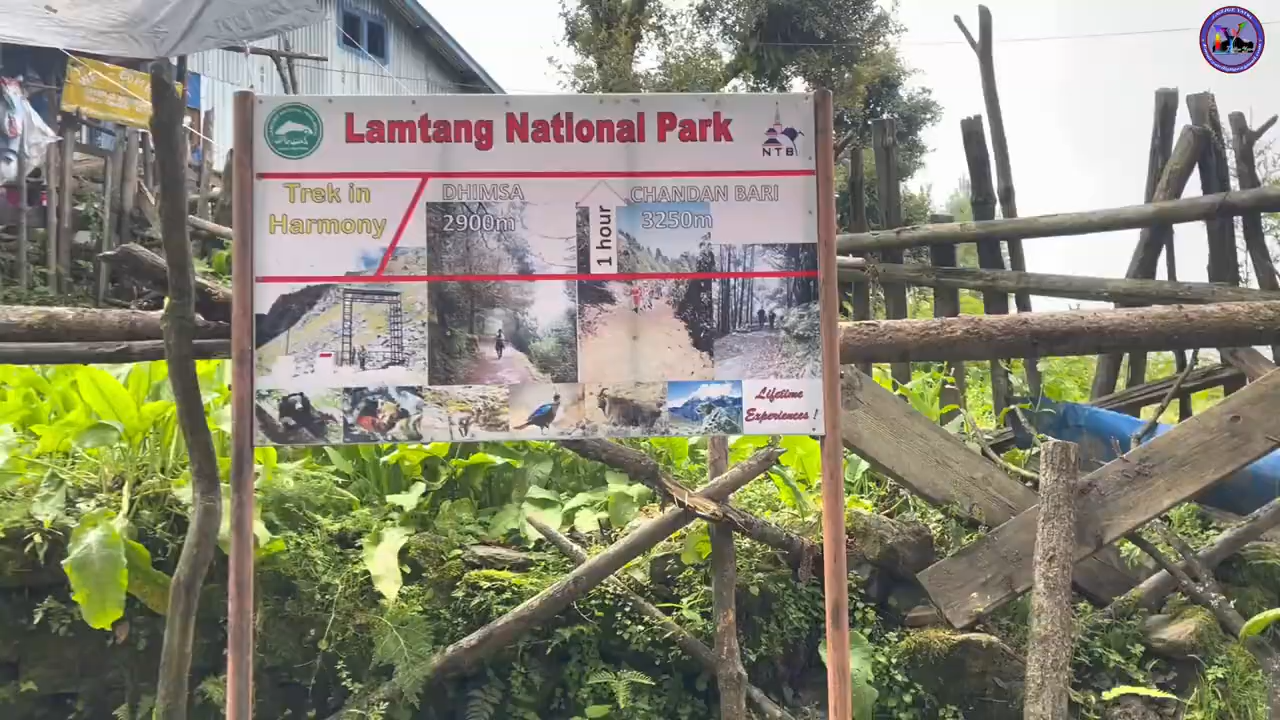 Lamtang National Park
NTB
Trek in
Harmony
DHIMSA
2900m
1 hour
CHANDAN BARI
3250m
Lifetime
Experiences !